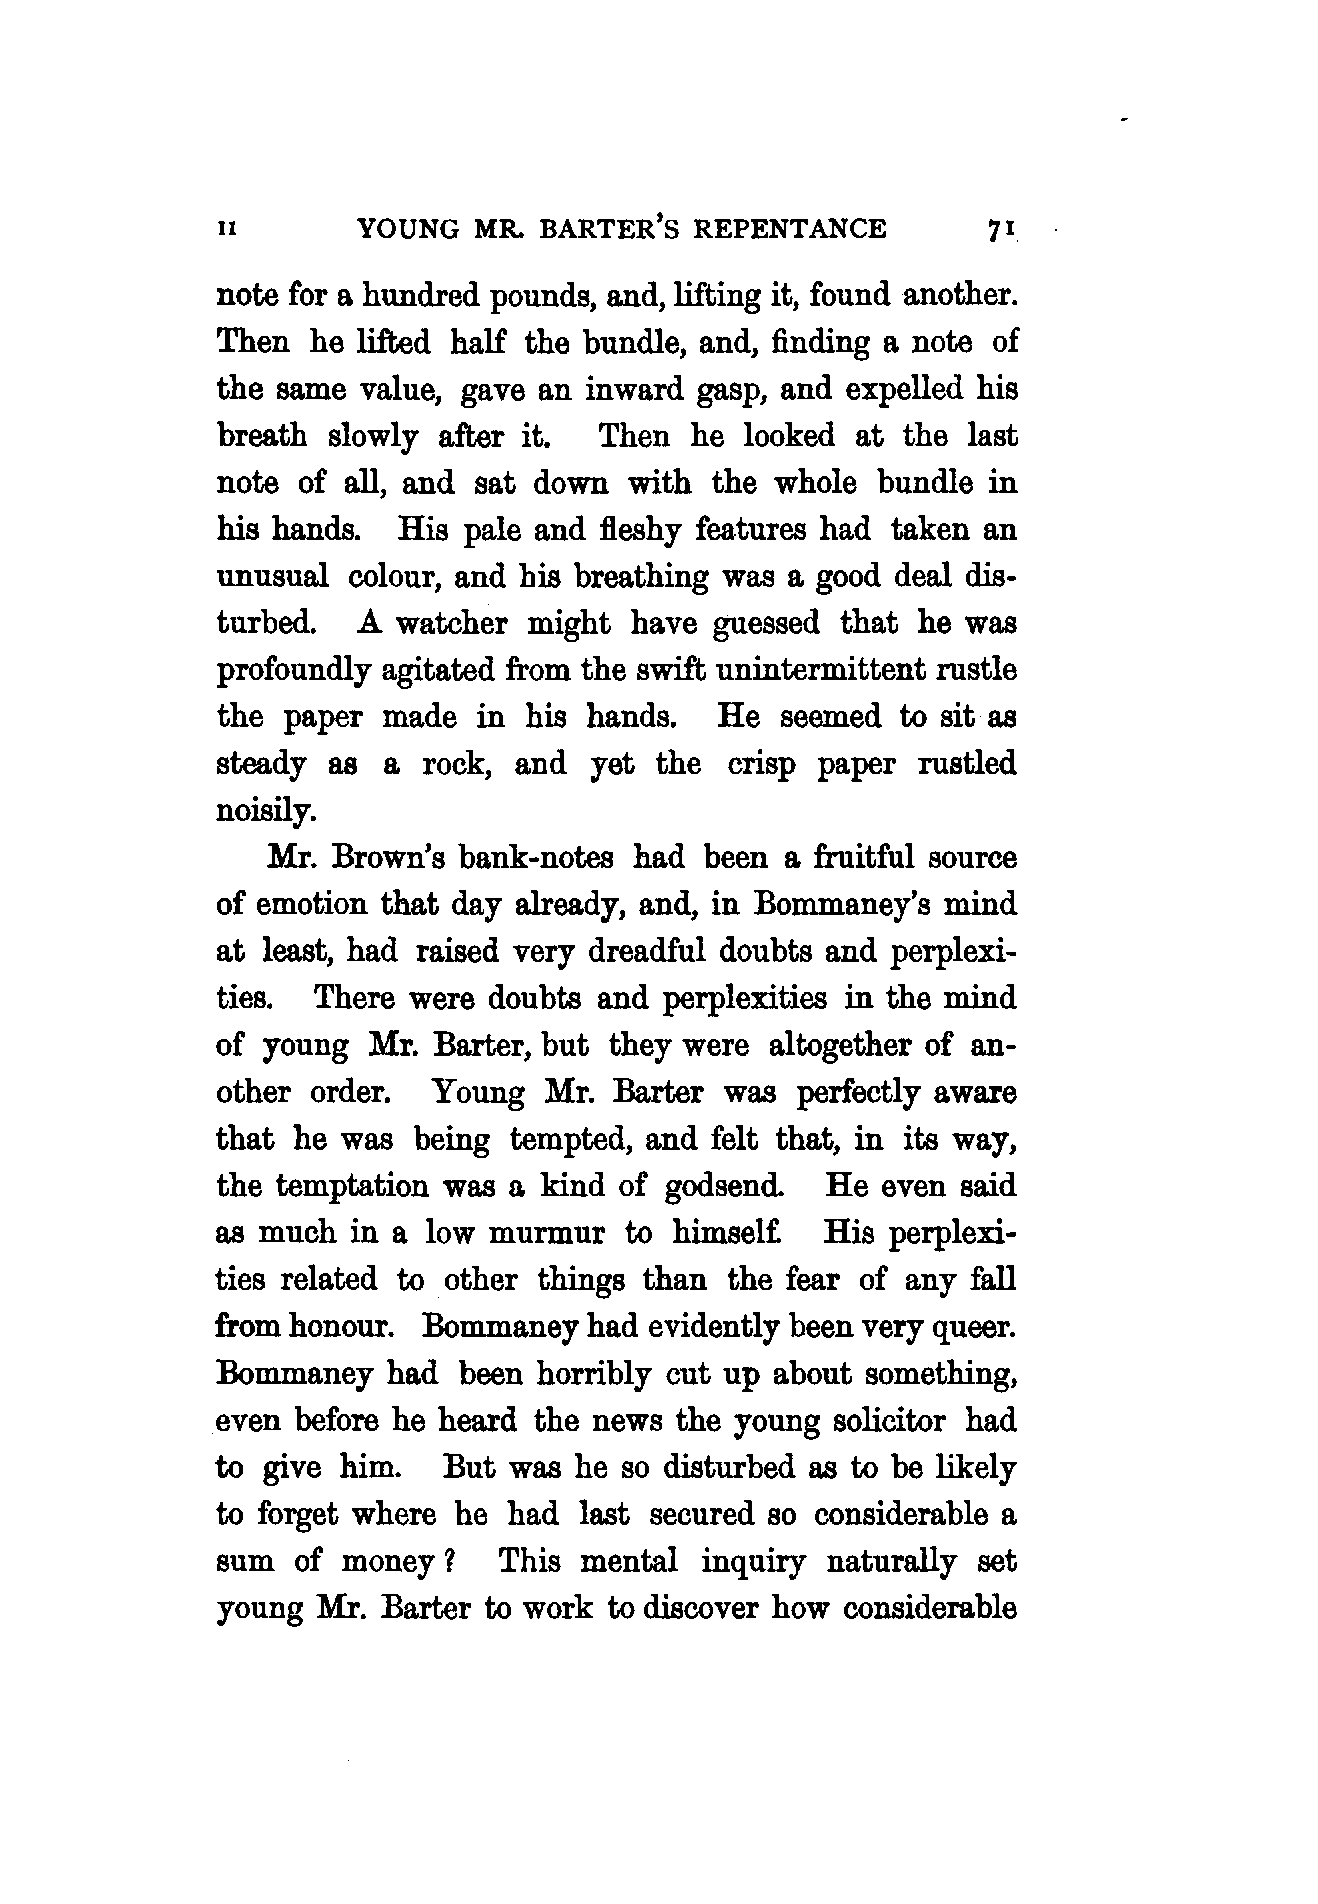 II YOUNG MR. BARTER'S REPENTANCE 71
note for a hundred pounds, and, lifting it, found another.
Then he lifted half the bundle, and, finding a note of
the same value, gave an inward gasp, and expelled his
breath slowly after it. Then he looked at the last
note of all, and sat down with the whole bundle in
his hands. His pale and fleshy features had taken an
unusual colour, and his breathing was a good deal dis-
turbed. A watcher might have guessed that he was
profoundly agitated from the swift unintermittent rustle
the paper made in his hands. He seemed to sit as
steady as a rock, and yet the crisp paper rustled
noisily.
Mr. Brown's bank-notes had been a fruitful source
of emotion that day already, and, in Bommaney's mind
at least, had raised very dreadful doubts and perplexi-
ties. There were doubts and perplexities in the mind
of young Mr. Barter, but they were altogether of an-
other order. Young Mr. Barter was perfectly aware
that he was being tempted, and felt that, in its way,
the temptation was a kind of godsend. He even said
as much in a low murmur to himself. His perplexi-
ties related to other things than the fear of any fall
from honour. Bommaney had evidently been very queer.
Bommaney had been horribly cut up about something,
even before he heard the news the young solicitor had
to give him. But was he so disturbed as to be likely
to forget where he had last secured so considerable a
sum of money? This mental inquiry naturally set
young Mr. Barter to work to discover how considerable